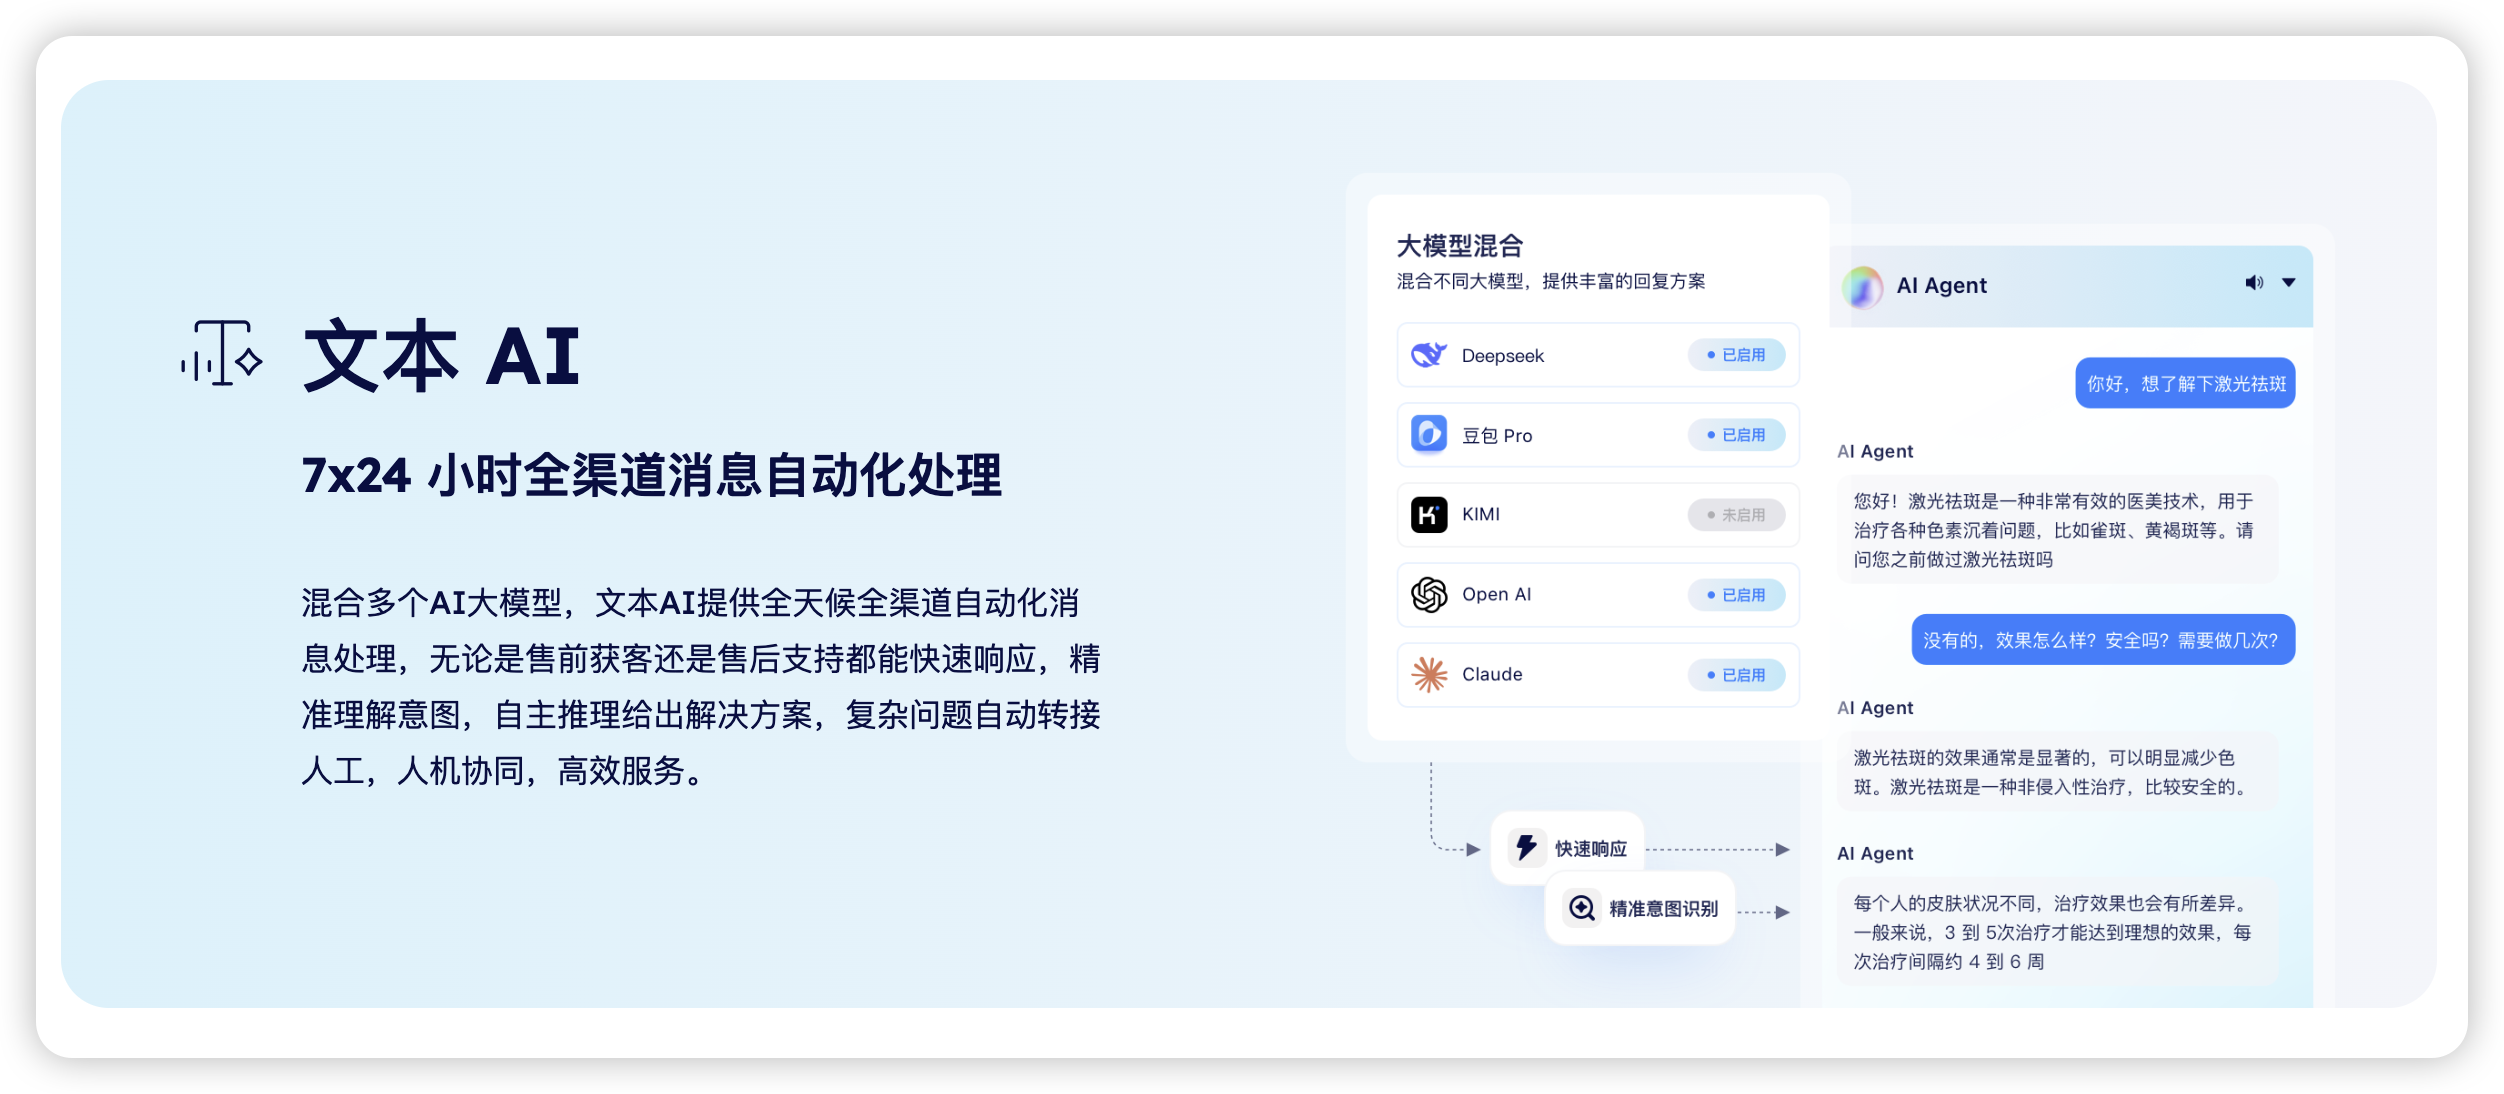 文本 AI
7x24 小时全渠道消息自动化处理
混合多个AI大模型，文本AI提供全天候全渠道自动化消
息处理，无论是售前获客还是售后支持都能快速响应，精
准理解意图，自主推理给出解决方案，复杂问题自动转接
人工，人机协同，高效服务。
大模型混合
混合不同大模型，提供丰富的回复方案
Deepseek
已启用
豆包 Pro
已启用
KIMI
未启用
Open AI
已启用
Claude
已启用
快速响应
精准意图识别
AI Agent
你好，想了解下激光祛斑
AI Agent
您好！激光祛斑是一种非常有效的医美技术，用于
治疗各种色素沉着问题，比如雀斑、黄褐斑等。请
问您之前做过激光祛斑吗
没有的，效果怎么样？安全吗？需要做几次？
AI Agent
激光祛斑的效果通常是显著的，可以明显减少色
斑。激光祛斑是一种非侵入性治疗，比较安全的。
AI Agent
每个人的皮肤状况不同，治疗效果也会有所差异。
一般来说，3 到 5次治疗才能达到理想的效果，每
次治疗间隔约 4 到 6 周